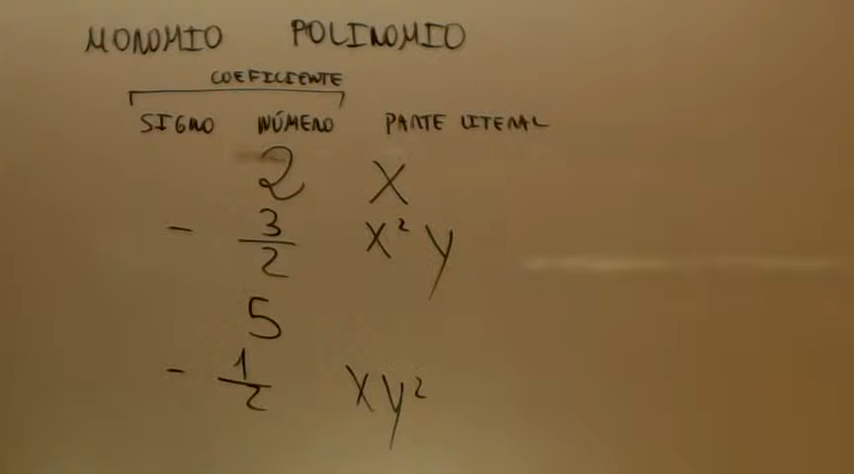 MONOMIO POLINOMIO
COEFICIENTE
SIGNO NÚMERO PARTE LITERAL
2 X
- 3/2 X² Y
5
- 1/2 XY²